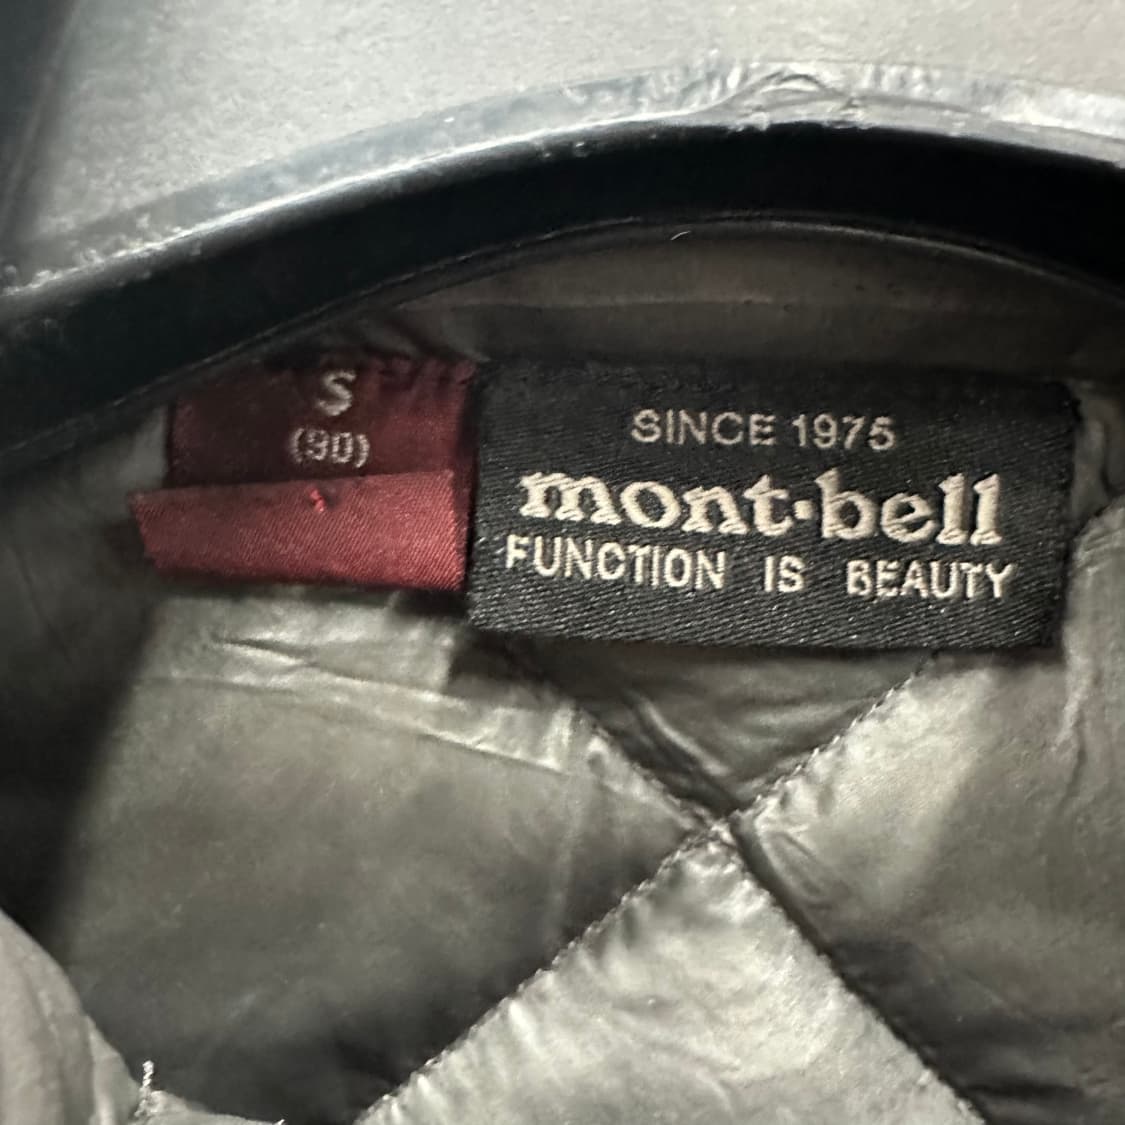 S
(90)
SINCE 1975
mont·bell
FUNCTION IS BEAUTY